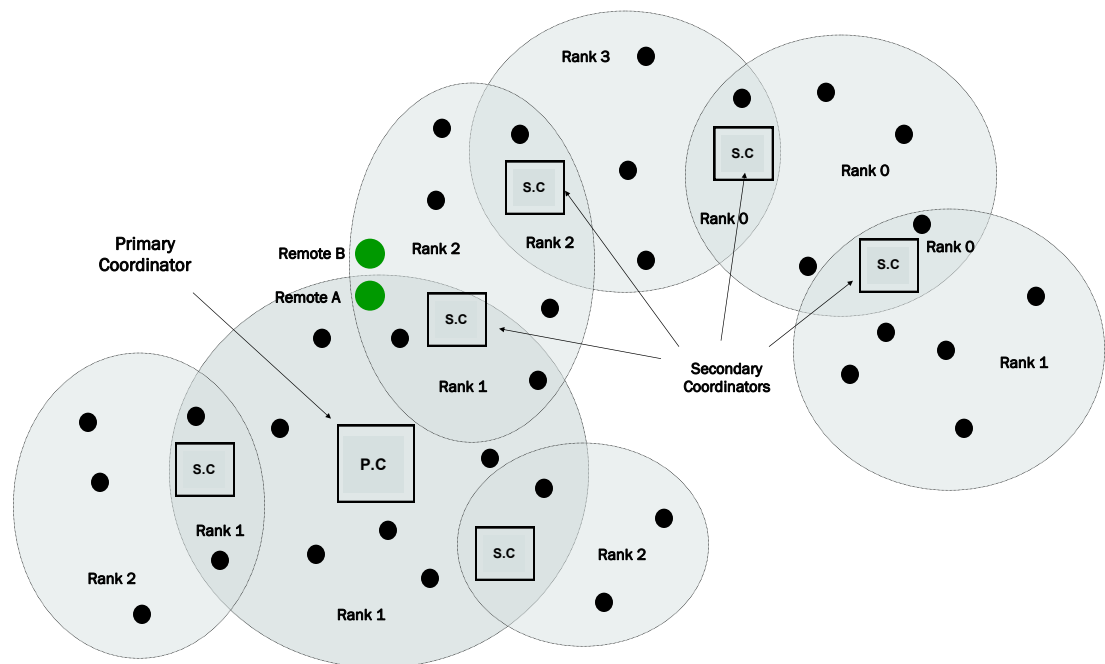 Rank 3
S.C
Rank 0
Rank 0
S.C
Rank 2
Rank 2
Primary
Coordinator
Remote B
Remote A
S.C
Rank 0
S.C
Rank 1
S.C
Rank 1
Secondary
Coordinators
P.C
S.C
Rank 1
Rank 2
S.C
Rank 2
Rank 1